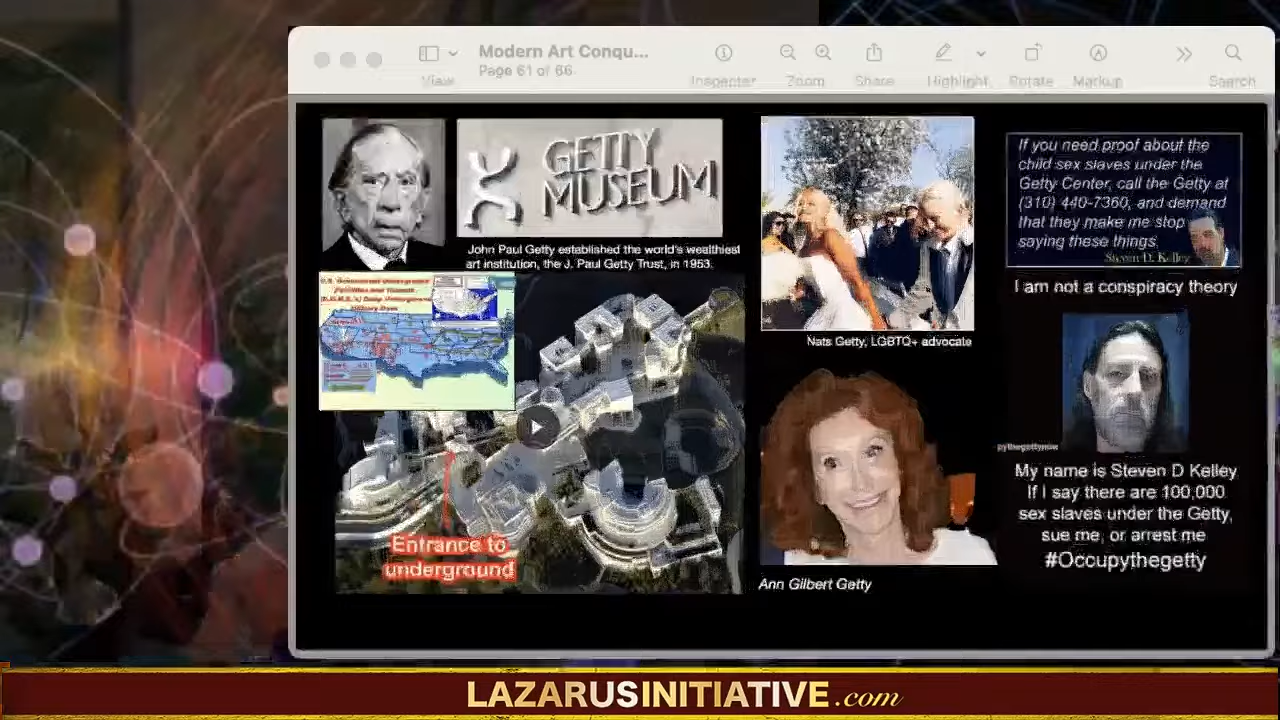 Modern Art Conqu...
Page 61 of 66
View
Inspector
Zoom
Share
Highlight
Rotate
Markup
Search
GETTY
MUSEUM
John Paul Getty established the world's wealthiest
art institution, the J. Paul Getty Trust, in 1953.
Entrance to
underground
Nats Getty, LGBTQ+ advocate
Ann Gilbert Getty
If you need proof about the
child sex slaves under the
Getty Center, call the Getty at
(310) 440-7360, and demand
that they make me stop
saying these things
Steven D. Kelley
I am not a conspiracy theory
My name is Steven D Kelley
If I say there are 100,000
sex slaves under the Getty,
sue me, or arrest me
#Occupythegetty
LAZARUSINITIATIVE.com